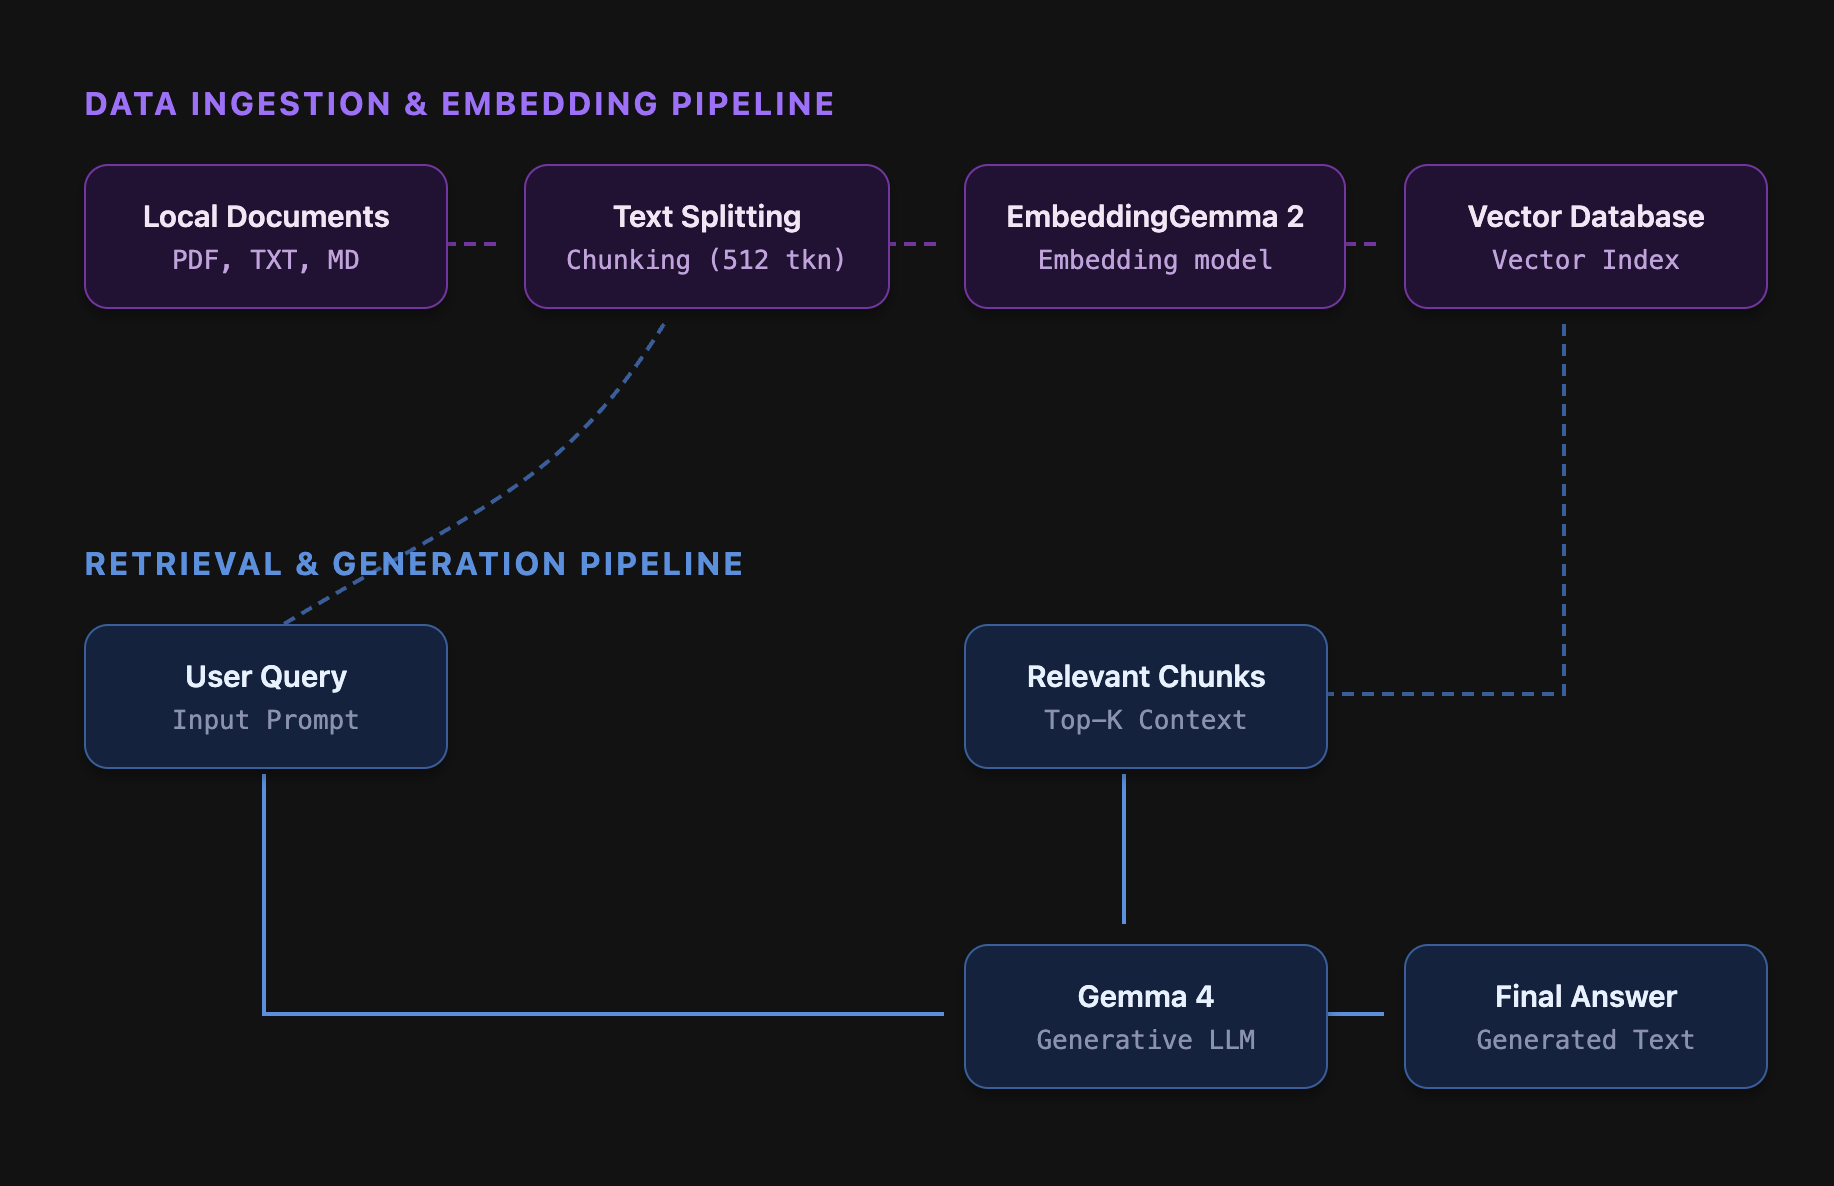 DATA INGESTION & EMBEDDING PIPELINE
Local Documents
PDF, TXT, MD
Text Splitting
Chunking (512 tkn)
EmbeddingGemma 2
Embedding model
Vector Database
Vector Index
RETRIEVAL & GENERATION PIPELINE
User Query
Input Prompt
Relevant Chunks
Top–K Context
Gemma 4
Generative LLM
Final Answer
Generated Text